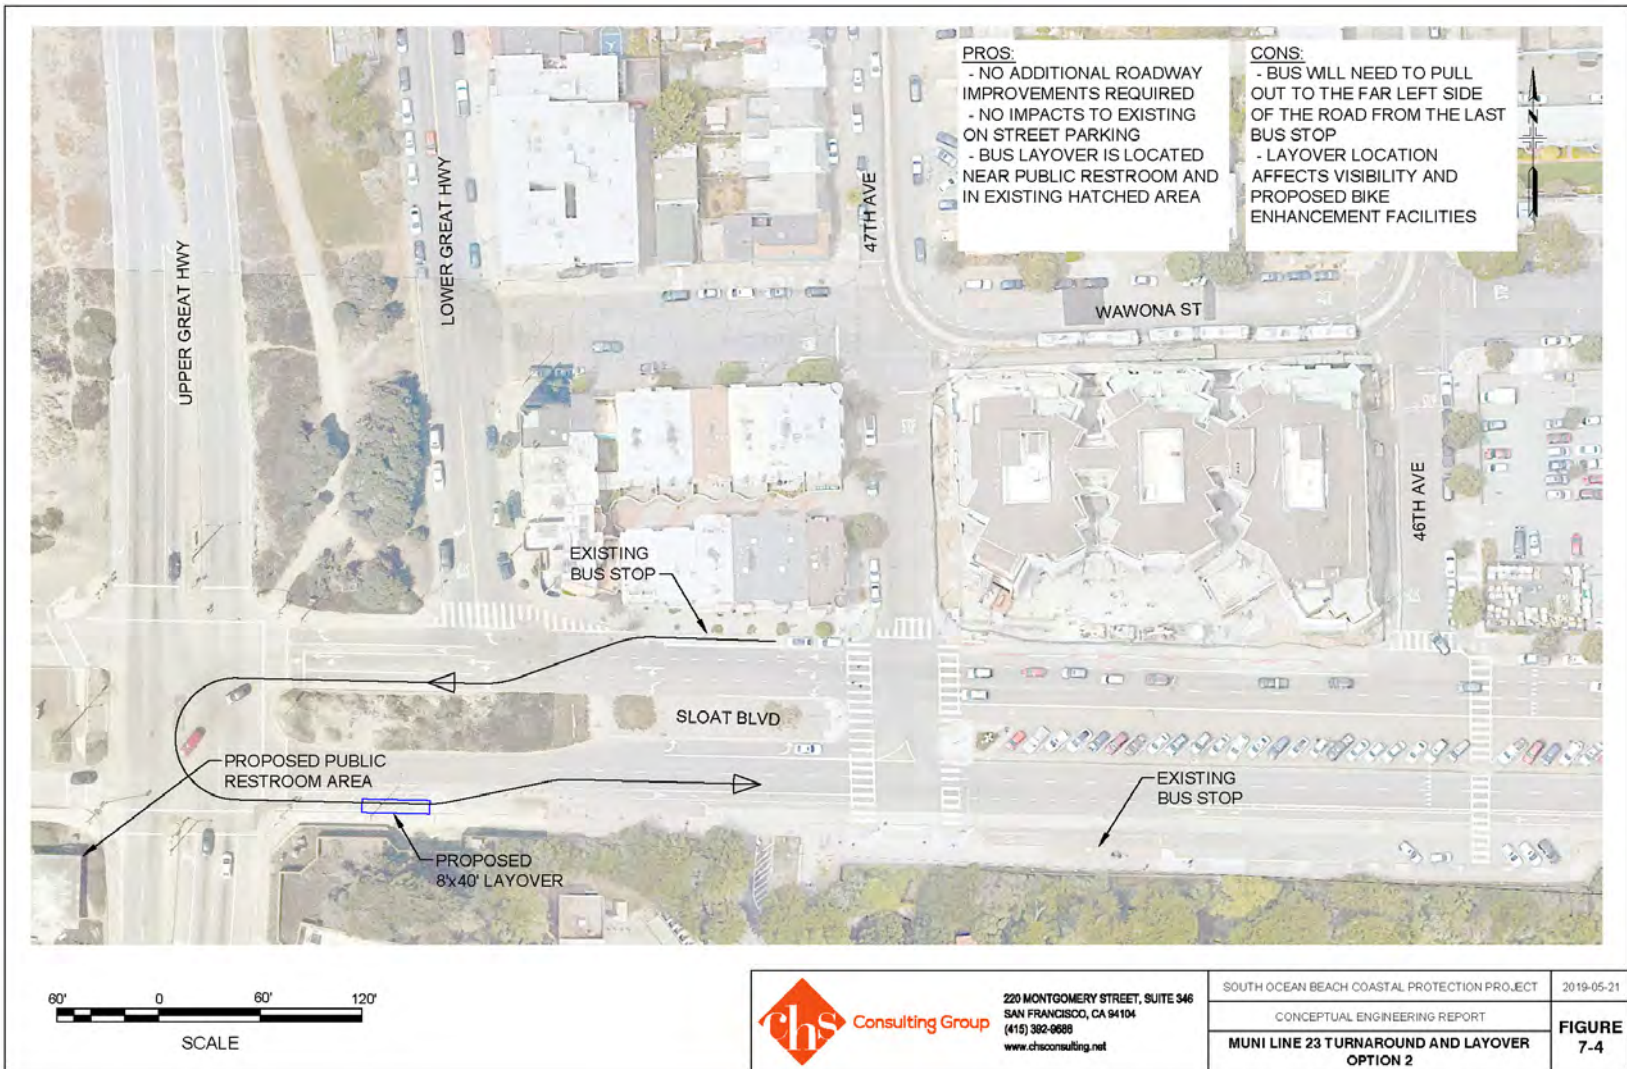 PROS:
- NO ADDITIONAL ROADWAY
IMPROVEMENTS REQUIRED
- NO IMPACTS TO EXISTING
ON STREET PARKING
- BUS LAYOVER IS LOCATED
NEAR PUBLIC RESTROOM AND
IN EXISTING HATCHED AREA
CONS:
- BUS WILL NEED TO PULL
OUT TO THE FAR LEFT SIDE
OF THE ROAD FROM THE LAST
BUS STOP
- LAYOVER LOCATION
AFFECTS VISIBILITY AND
PROPOSED BIKE
ENHANCEMENT FACILITIES
N
UPPER GREAT HWY
LOWER GREAT HWY
47TH AVE
WAWONA ST
46TH AVE
EXISTING
BUS STOP
SLOAT BLVD
PROPOSED PUBLIC
RESTROOM AREA
EXISTING
BUS STOP
PROPOSED
8'x40' LAYOVER
60' 0 60' 120'
SCALE
chs Consulting Group
220 MONTGOMERY STREET, SUITE 346
SAN FRANCISCO, CA 94104
(415) 392-9688
www.chsconsulting.net
SOUTH OCEAN BEACH COASTAL PROTECTION PROJECT
2019-05-21
CONCEPTUAL ENGINEERING REPORT
MUNI LINE 23 TURNAROUND AND LAYOVER
OPTION 2
FIGURE
7-4